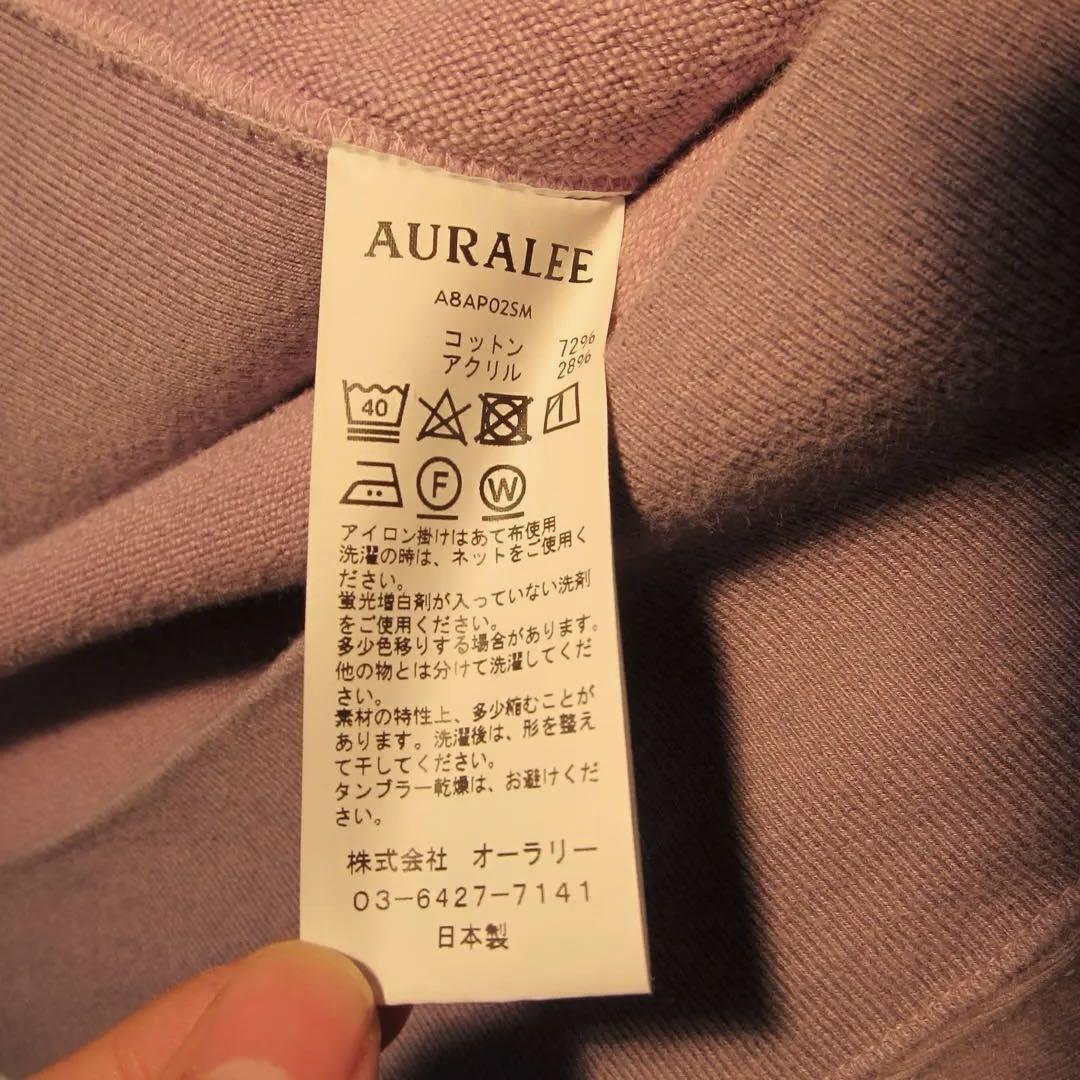 AURALEE
A8AP02SM
コットン 72%
アクリル 28%
40
F W
アイロン掛けはあて布使用
洗濯の時は、ネットをご使用く
ださい。
蛍光増白剤が入っていない洗剤
をご使用ください。
多少色移りする場合があります。
他の物とは分けて洗濯してくだ
さい。
素材の特性上、多少縮むことが
あります。洗濯後は、形を整え
て干してください。
タンブラー乾燥は、お避けくだ
さい。
株式会社 オーラリー
03-6427-7141
日本製